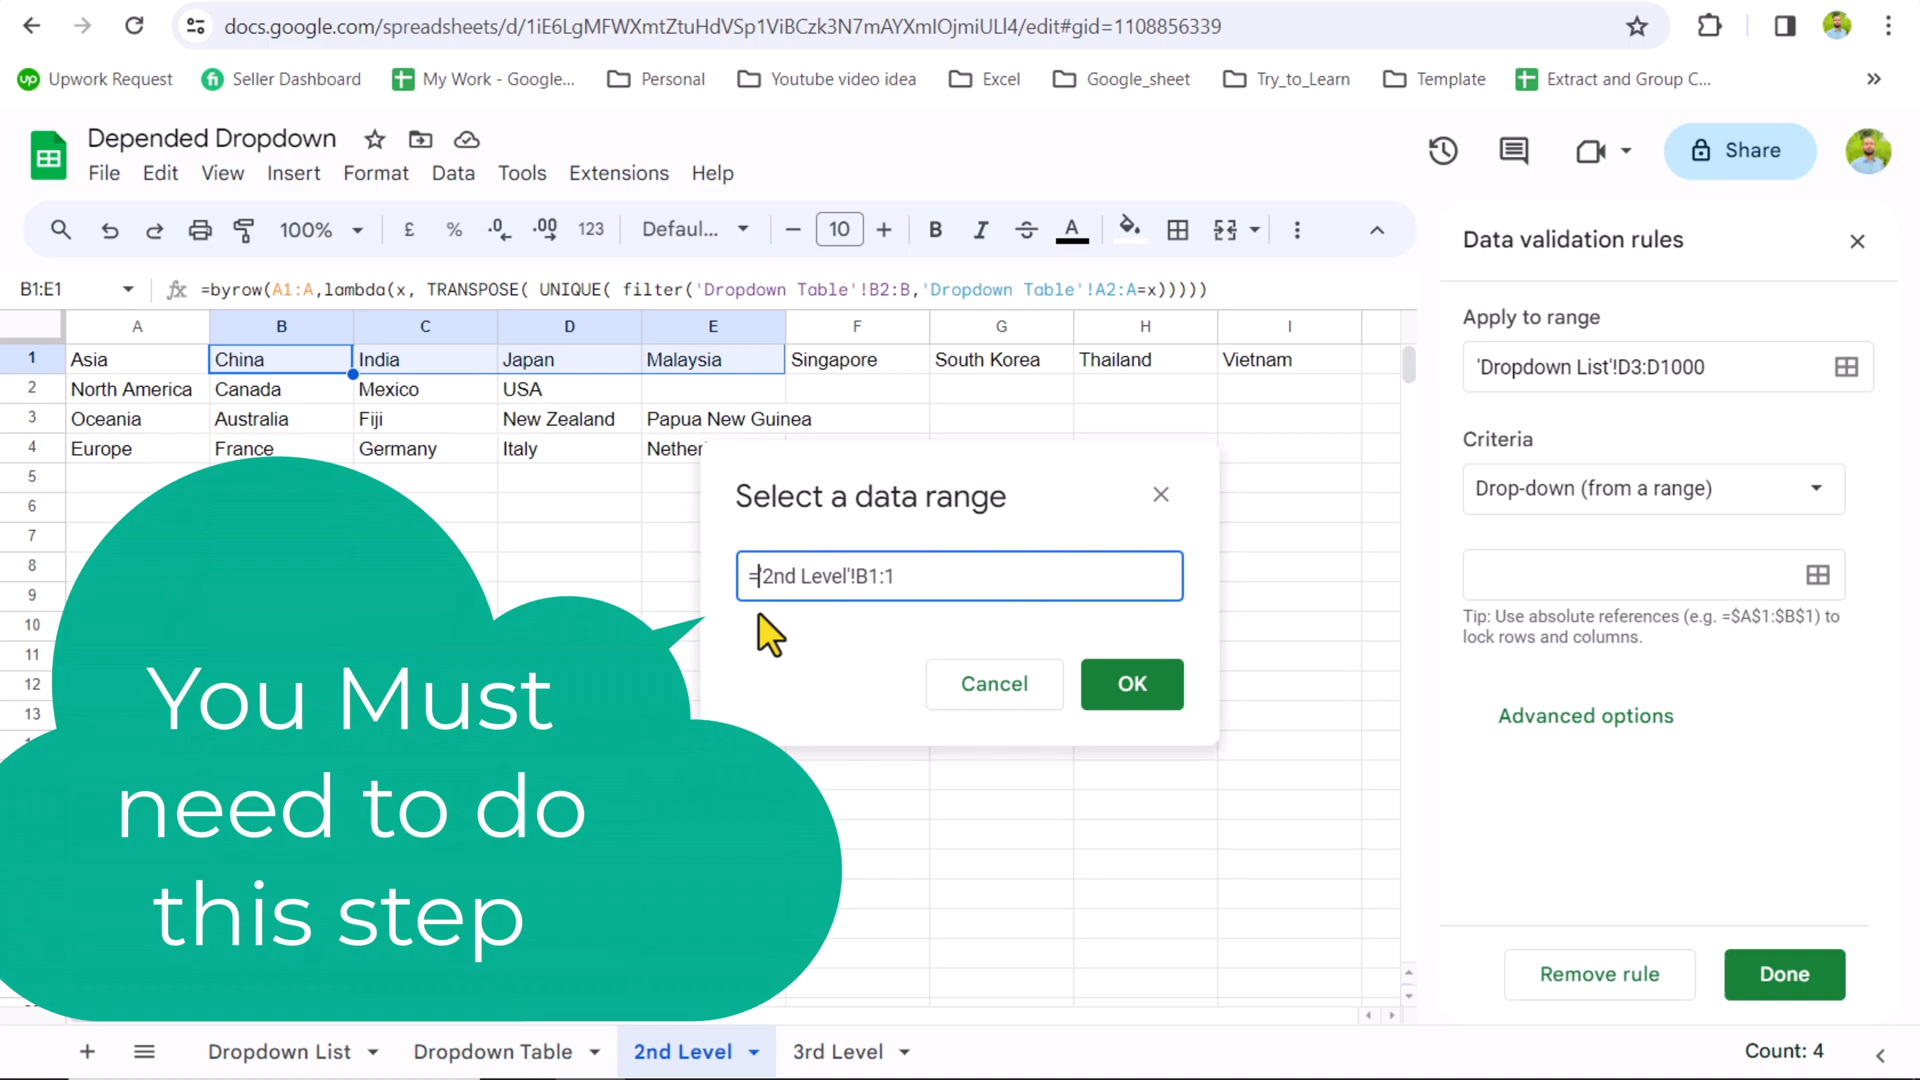 docs.google.com/spreadsheets/d/1iE6LgMFWXmtZtuHdVSp1ViBCzk3N7mAYXmIOjmiULl4/edit#gid=1108856339
Upwork Request
Seller Dashboard
My Work - Google...
Personal
Youtube video idea
Excel
Google_sheet
Try_to_Learn
Template
Extract and Group C...
Depended Dropdown
File Edit View Insert Format Data Tools Extensions Help
Share
100% £ % .0 .00 123 Defaul... 10 B I A
B1:E1 fx =byrow(A1:A,lambda(x, TRANSPOSE( UNIQUE( filter('Dropdown Table'!B2:B,'Dropdown Table'!A2:A=x)))))
A B C D E F G H I
1 Asia China India Japan Malaysia Singapore South Korea Thailand Vietnam
2 North America Canada Mexico USA
3 Oceania Australia Fiji New Zealand Papua New Guinea
4 Europe France Germany Italy
5
6
7
8
9
10
11
12
13
Select a data range
='2nd Level'!B1:1
Cancel OK
You Must
need to do
this step
Data validation rules
Apply to range
'Dropdown List'!D3:D1000
Criteria
Drop-down (from a range)
Tip: Use absolute references (e.g. =$A$1:$B$1) to
lock rows and columns.
Advanced options
Remove rule Done
Dropdown List
Dropdown Table
2nd Level
3rd Level
Count: 4